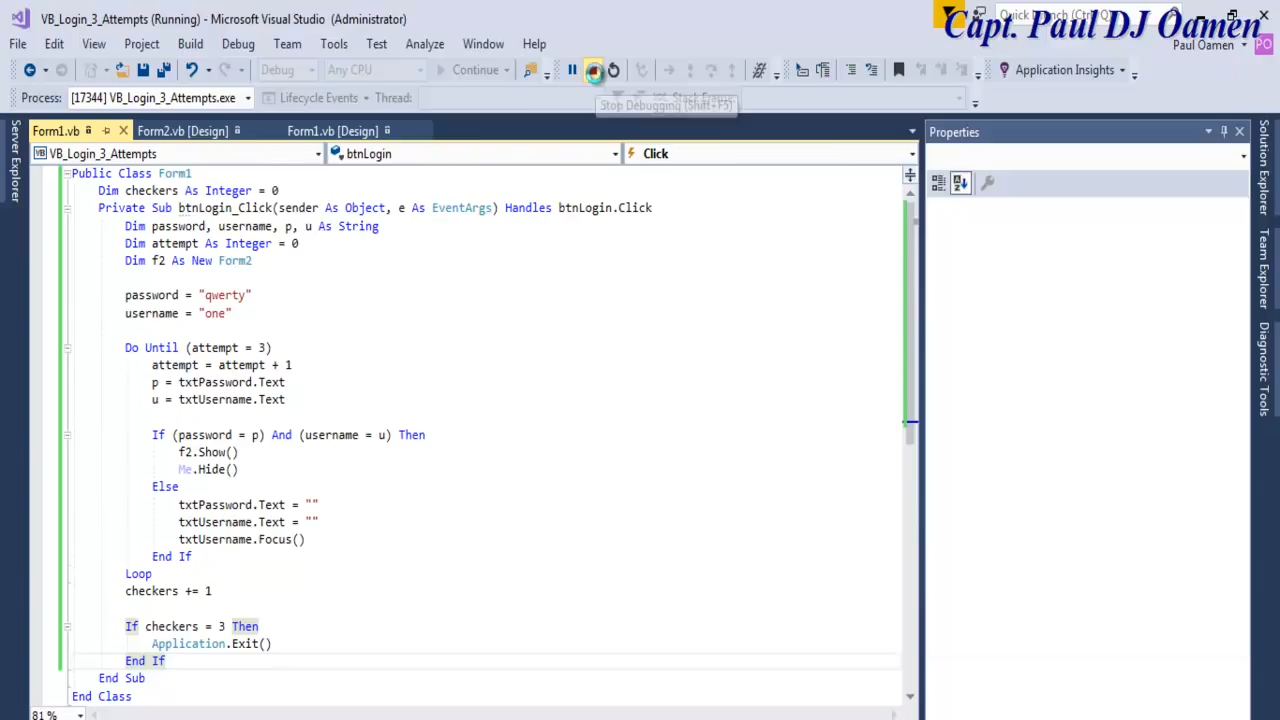 VB_Login_3_Attempts (Running) - Microsoft Visual Studio (Administrator)
Quick Launch (Ctrl+Q)
Capt. Paul DJ Oamen
File Edit View Project Build Debug Team Tools Test Analyze Window Help
Paul Oamen PO
Debug Any CPU Continue Application Insights
Process: [17344] VB_Login_3_Attempts.exe Lifecycle Events Thread: Stack Frame
Stop Debugging (Shift+F5)
Form1.vb Form2.vb [Design] Form1.vb [Design]
Properties
VB_Login_3_Attempts btnLogin Click
Server Explorer
Solution Explorer
Team Explorer
Diagnostic Tools
Public Class Form1
Dim checkers As Integer = 0
Private Sub btnLogin_Click(sender As Object, e As EventArgs) Handles btnLogin.Click
Dim password, username, p, u As String
Dim attempt As Integer = 0
Dim f2 As New Form2
password = "qwerty"
username = "one"
Do Until (attempt = 3)
attempt = attempt + 1
p = txtPassword.Text
u = txtUsername.Text
If (password = p) And (username = u) Then
f2.Show()
Me.Hide()
Else
txtPassword.Text = ""
txtUsername.Text = ""
txtUsername.Focus()
End If
Loop
checkers += 1
If checkers = 3 Then
Application.Exit()
End If
End Sub
End Class
81 %